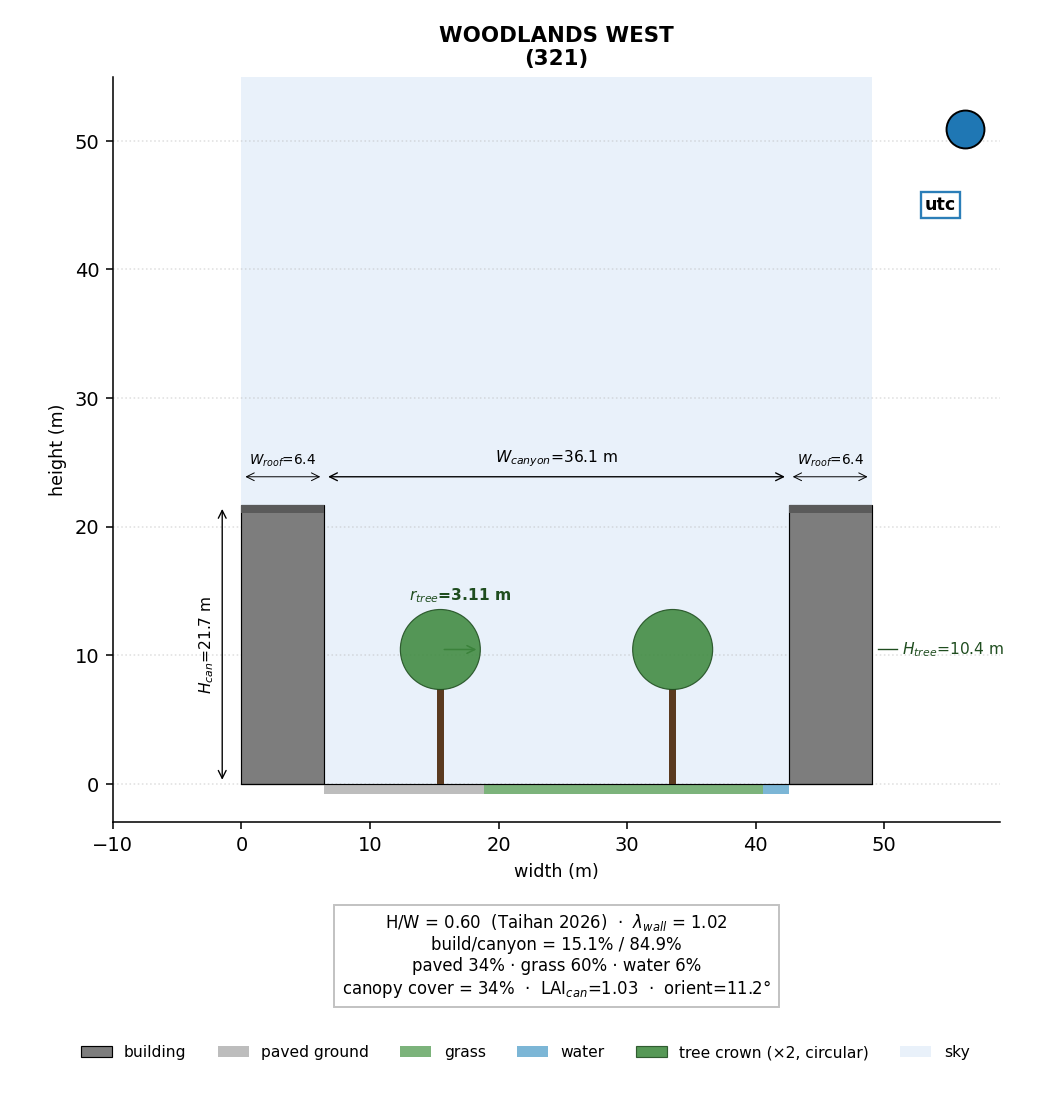 WOODLANDS WEST
(321)
50
40
30
20
10
0
height (m)
utc
W_roof=6.4
W_canyon=36.1 m
W_roof=6.4
H_can=21.7 m
r_tree=3.11 m
H_tree=10.4 m
−10
0
10
20
30
40
50
width (m)
H/W = 0.60 (Taihan 2026) · λ_wall = 1.02
build/canyon = 15.1% / 84.9%
paved 34% · grass 60% · water 6%
canopy cover = 34% · LAI_can=1.03 · orient=11.2°
building
paved ground
grass
water
tree crown (×2, circular)
sky